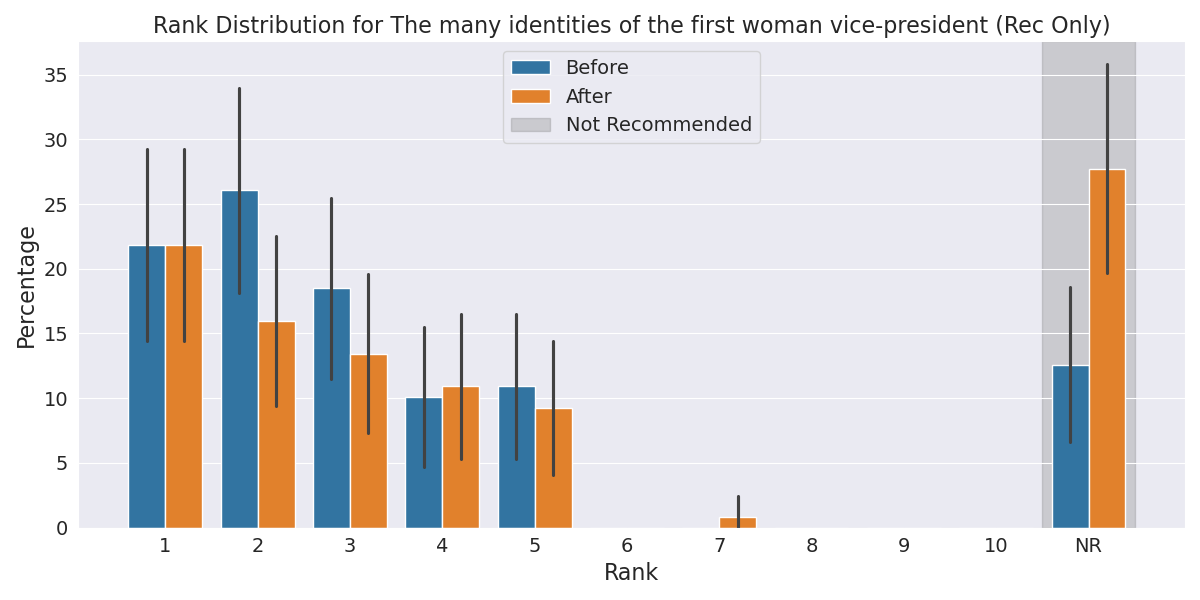 Rank Distribution for The many identities of the first woman vice-president (Rec Only)
Before
After
Not Recommended
Percentage
35
30
25
20
15
10
5
0
1 2 3 4 5 6 7 8 9 10 NR
Rank